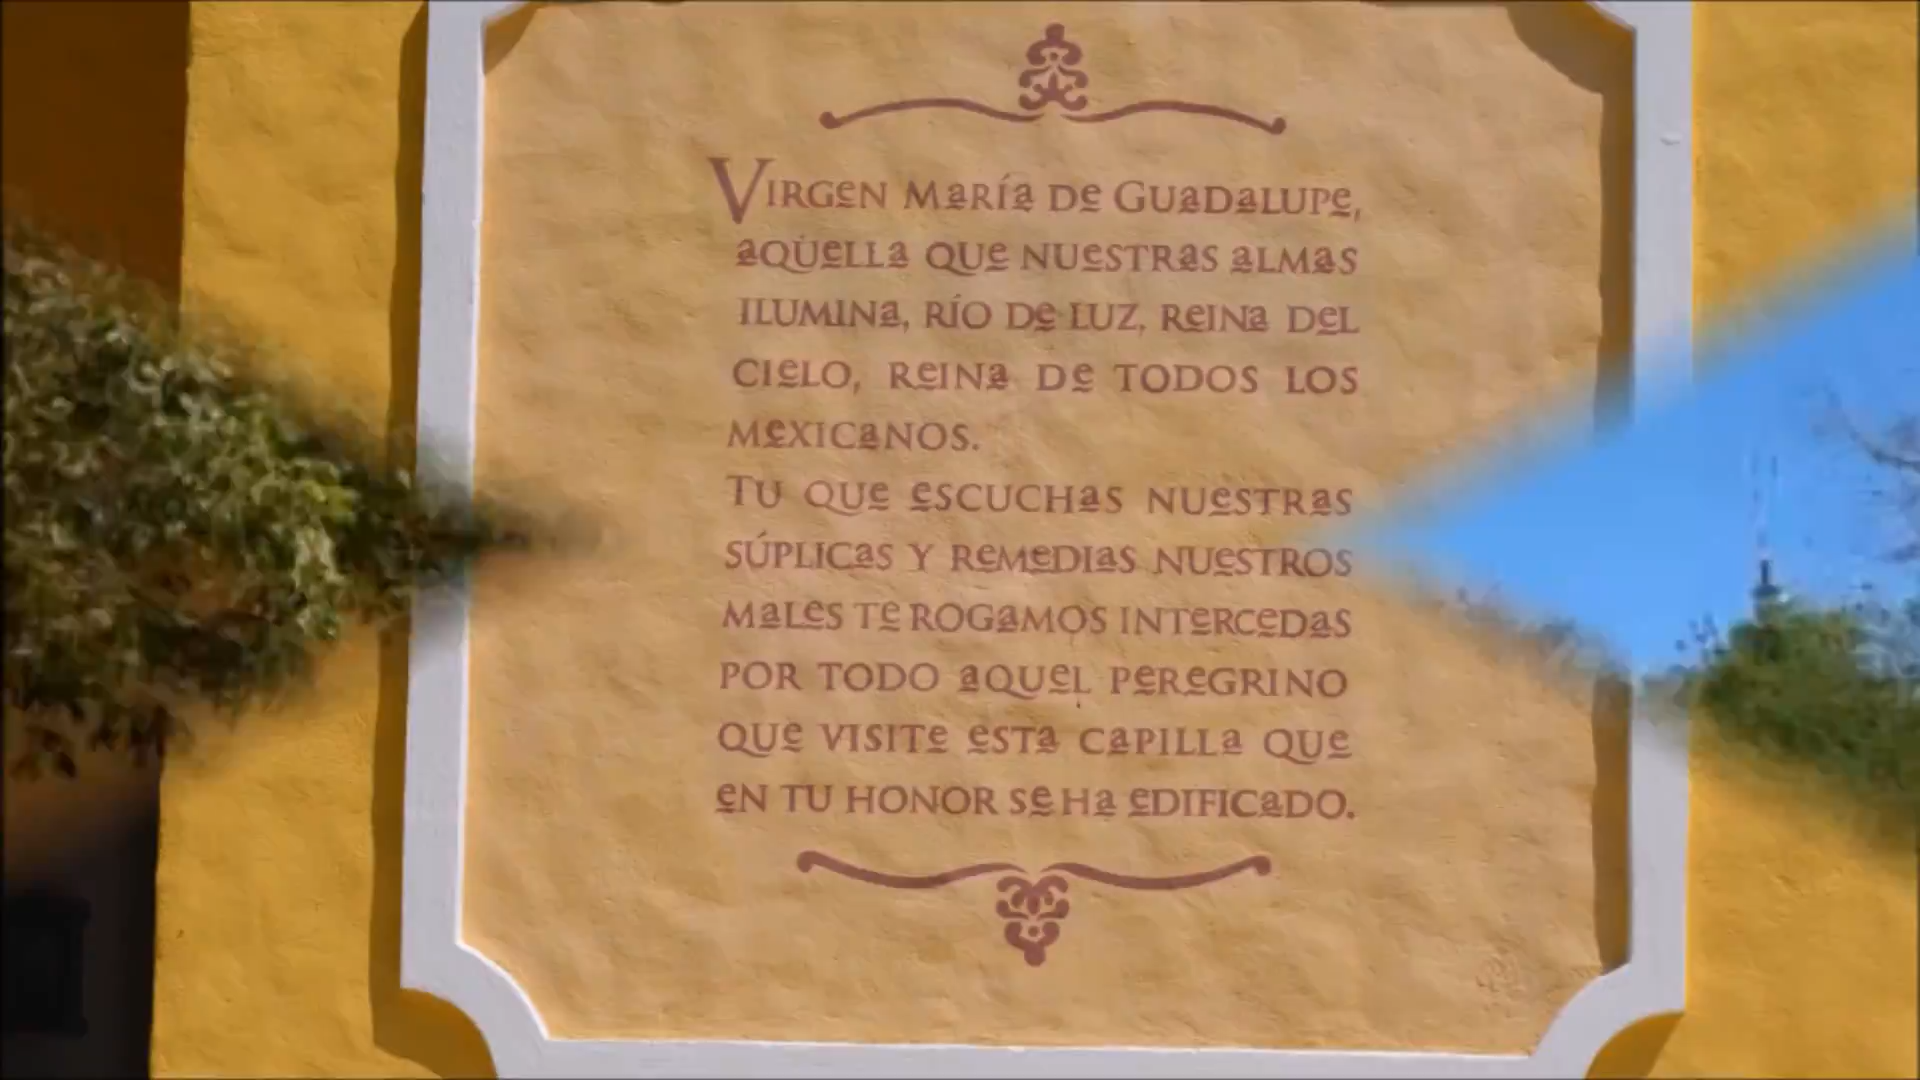 Virgen María de Guadalupe,
aquella que nuestras almas
ilumina, río de luz, reina del
cielo, reina de todos los
mexicanos.
Tu que escuchas nuestras
súplicas y remedias nuestros
males te rogamos intercedas
por todo aquel peregrino
que visite esta capilla que
en tu honor se ha edificado.